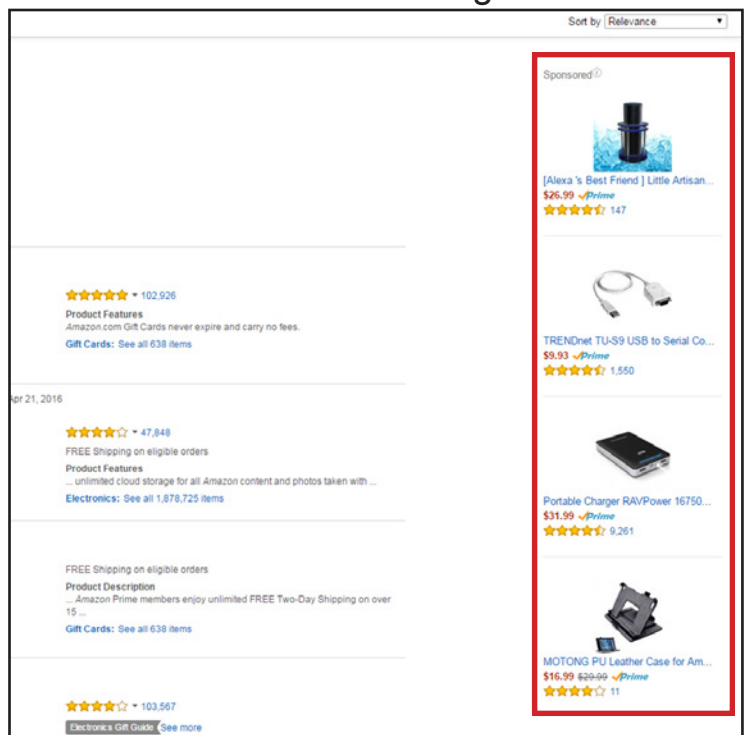 Sort by Relevance
Sponsored
[Alexa 's Best Friend ] Little Artisan...
$26.99 Prime
147
TRENDnet TU-S9 USB to Serial Co...
$9.93 Prime
1,550
Portable Charger RAVPower 16750...
$31.99 Prime
9,261
MOTONG PU Leather Case for Am...
$16.99 $29.99 Prime
11
102,926
Product Features
Amazon.com Gift Cards never expire and carry no fees.
Gift Cards: See all 638 items
Apr 21, 2016
47,848
FREE Shipping on eligible orders
Product Features
... unlimited cloud storage for all Amazon content and photos taken with ...
Electronics: See all 1,878,725 items
FREE Shipping on eligible orders
Product Description
... Amazon Prime members enjoy unlimited FREE Two-Day Shipping on over
15 ...
Gift Cards: See all 638 items
103,567
Electronics Gift Guide See more